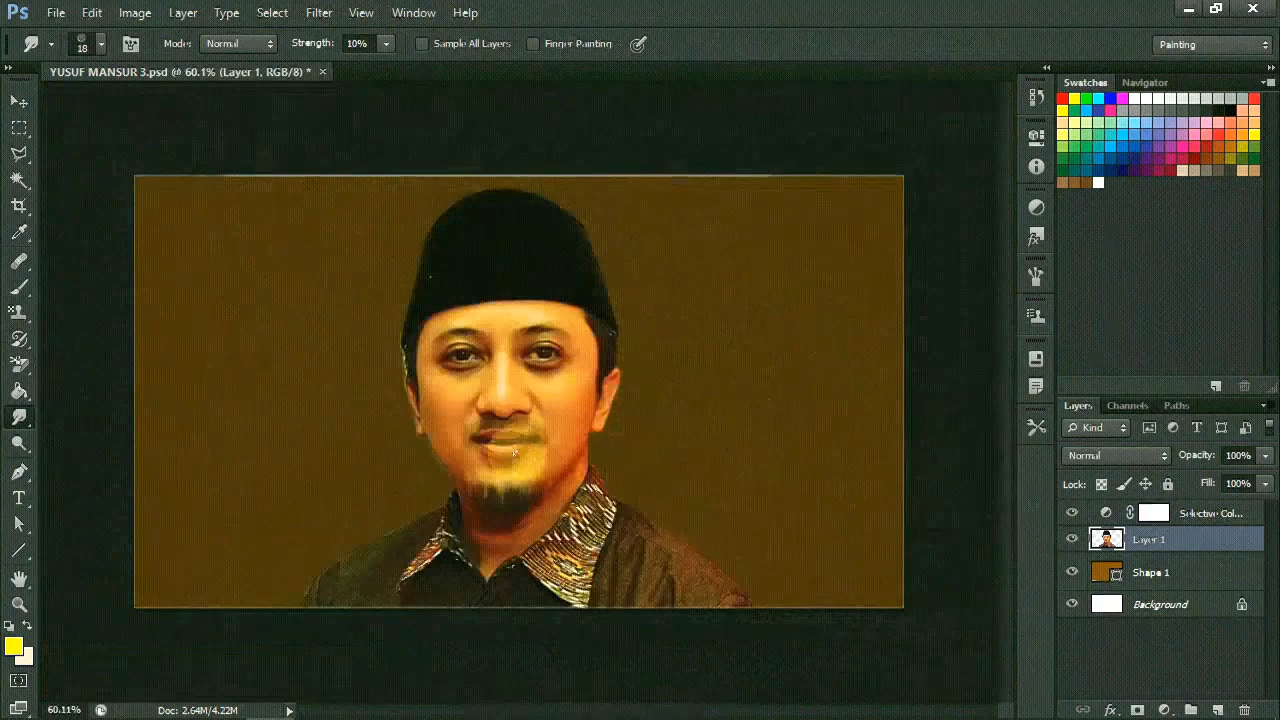 Ps File Edit Image Layer Type Select Filter View Window Help
18 Mode: Normal Strength: 10% Sample All Layers Finger Painting Painting
YUSUF MANSUR 3.psd @ 60.1% (Layer 1, RGB/8) * ×
Swatches Navigator
Layers Channels Paths
Kind
Normal Opacity: 100%
Lock: Fill: 100%
Selective Col...
Layer 1
Shape 1
Background
60.11% Doc: 2.64M/4.22M